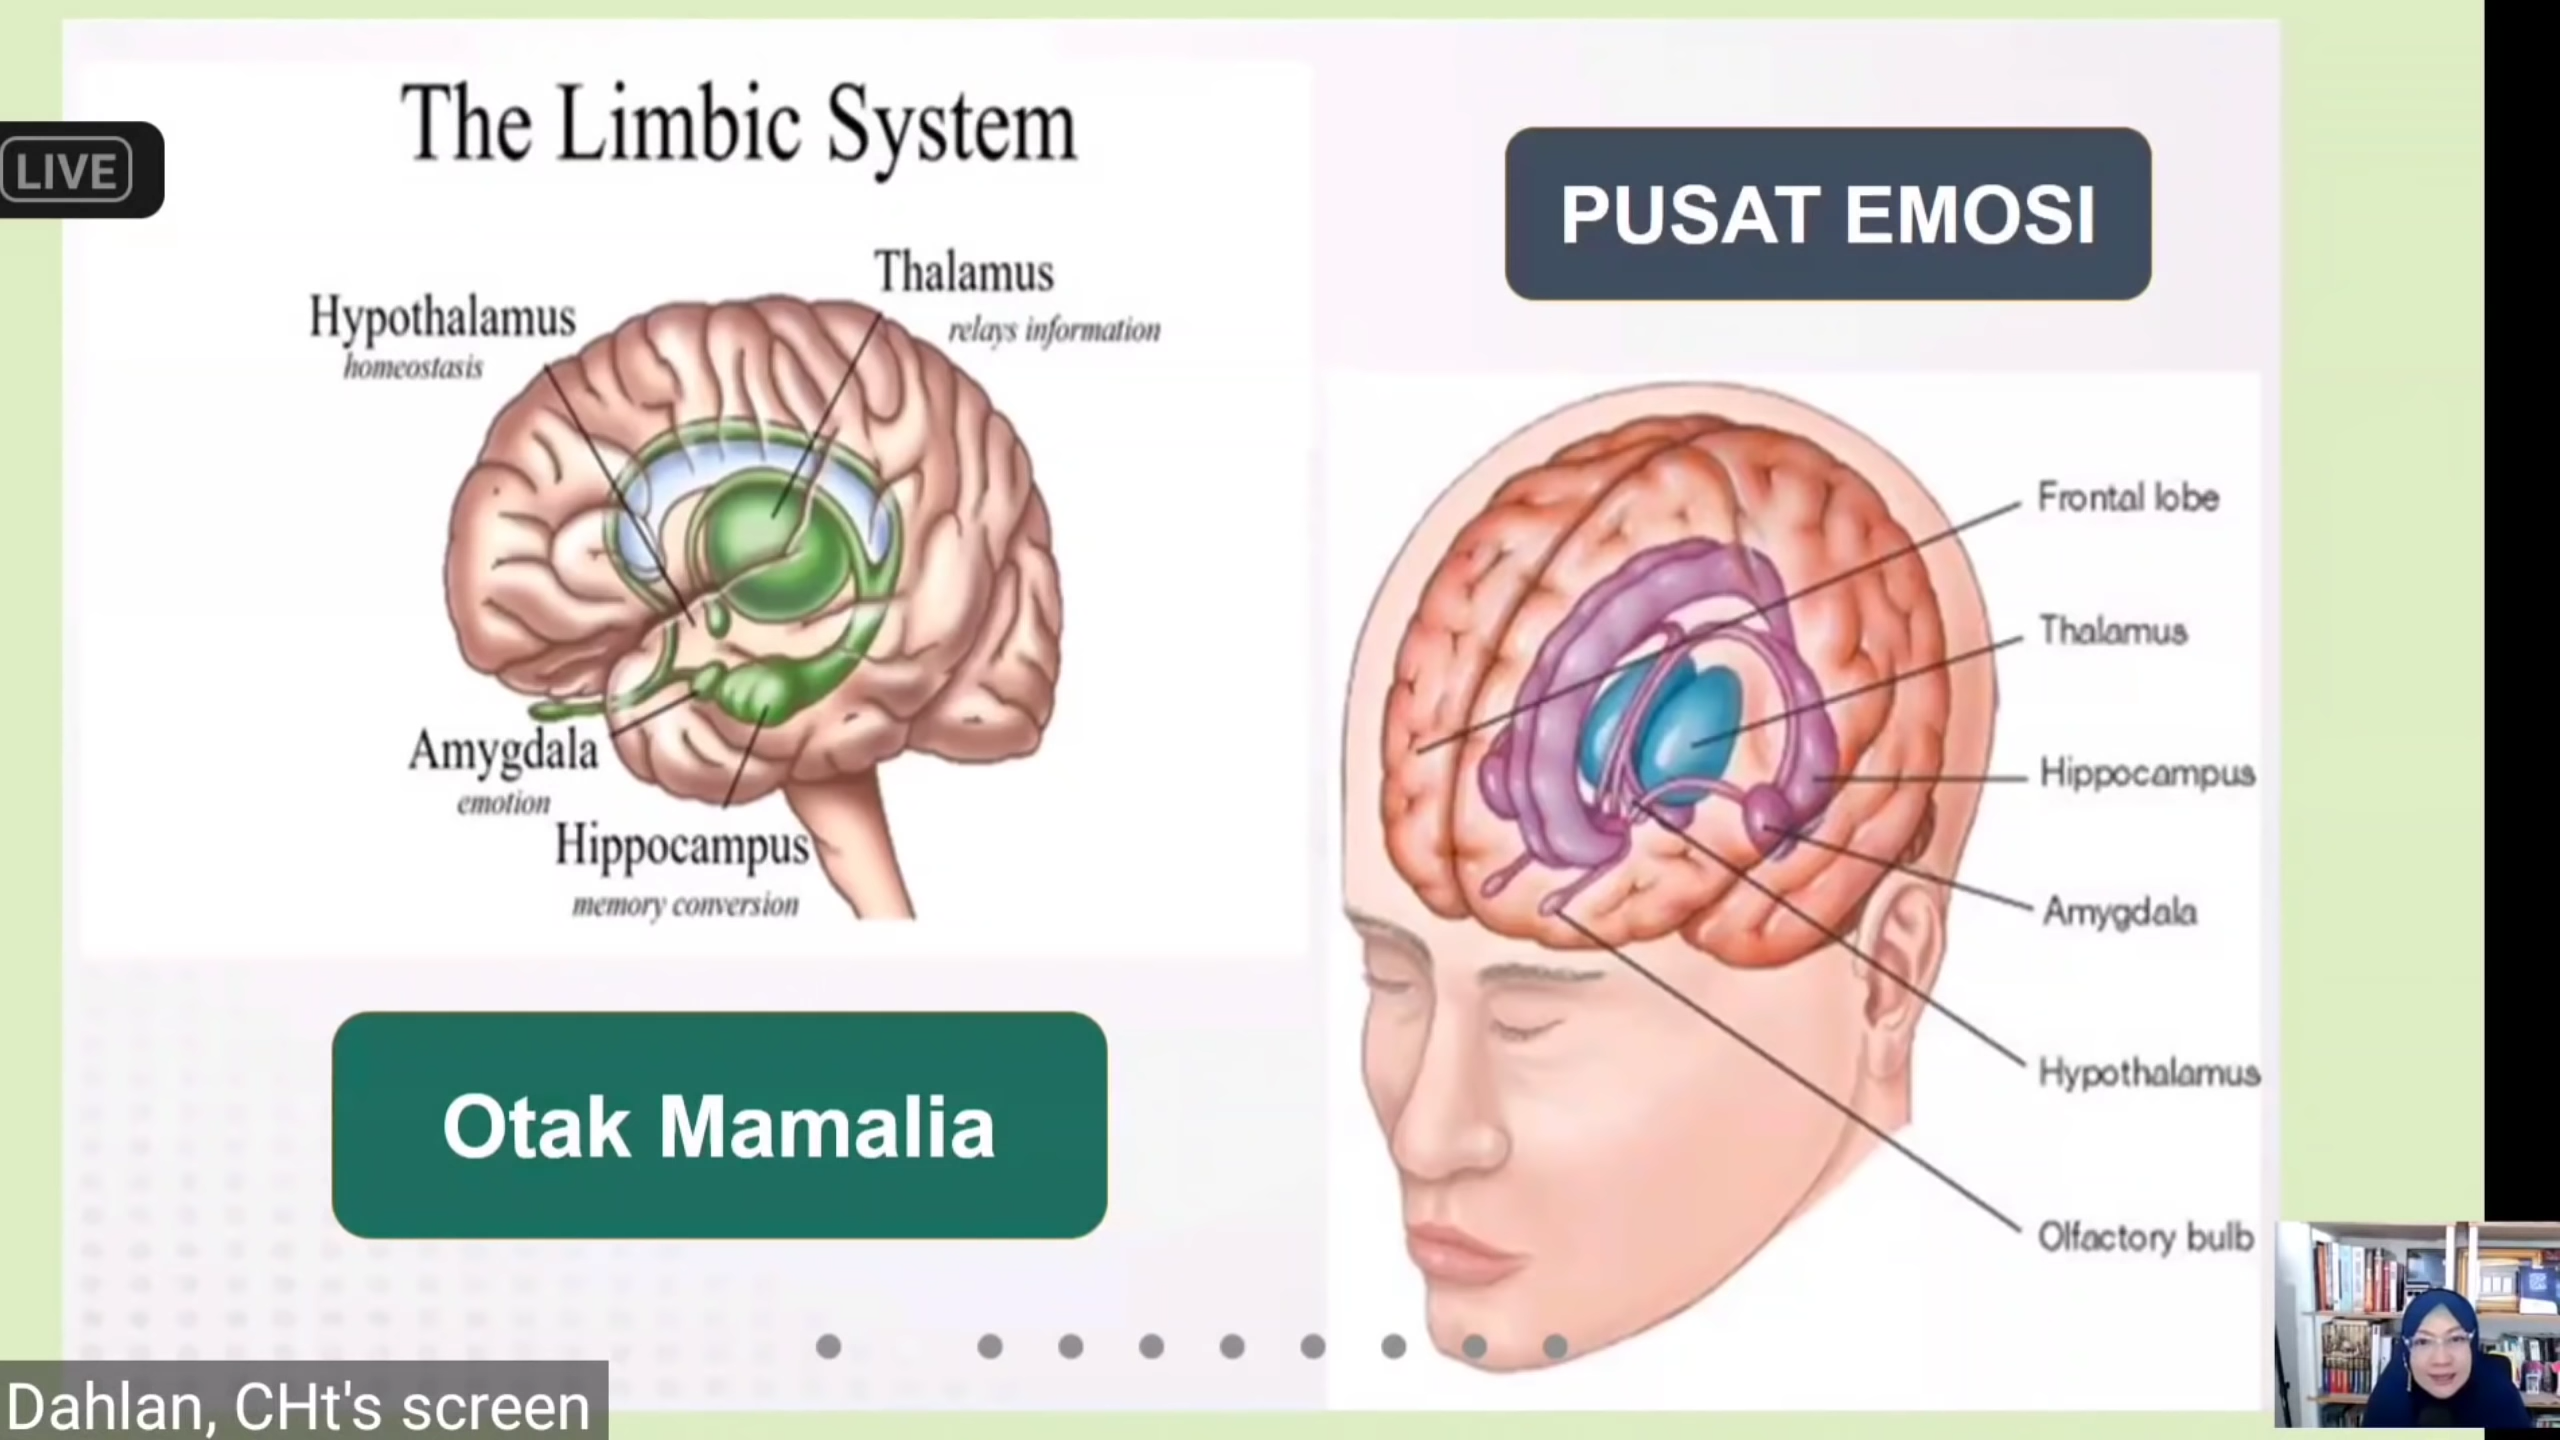 The Limbic System
LIVE
PUSAT EMOSI
Thalamus
relays information
Hypothalamus
homeostasis
Amygdala
emotion
Hippocampus
memory conversion
Frontal lobe
Thalamus
Hippocampus
Amygdala
Hypothalamus
Olfactory bulb
Otak Mamalia
Dahlan, CHt's screen